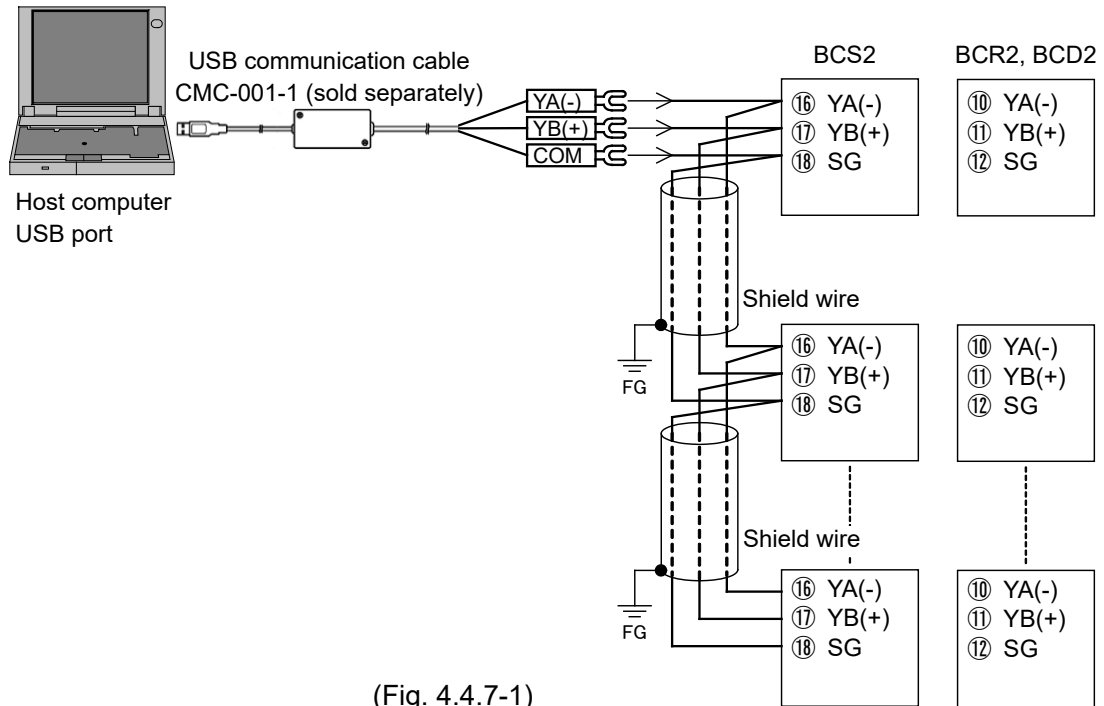 USB communication cable
CMC-001-1 (sold separately)
Host computer
USB port
YA(-)
YB(+)
COM
BCS2
⑯ YA(-)
⑰ YB(+)
⑱ SG
BCR2, BCD2
⑩ YA(-)
⑪ YB(+)
⑫ SG
Shield wire
FG
⑯ YA(-)
⑰ YB(+)
⑱ SG
⑩ YA(-)
⑪ YB(+)
⑫ SG
Shield wire
FG
⑯ YA(-)
⑰ YB(+)
⑱ SG
⑩ YA(-)
⑪ YB(+)
⑫ SG
(Fig. 4.4.7-1)